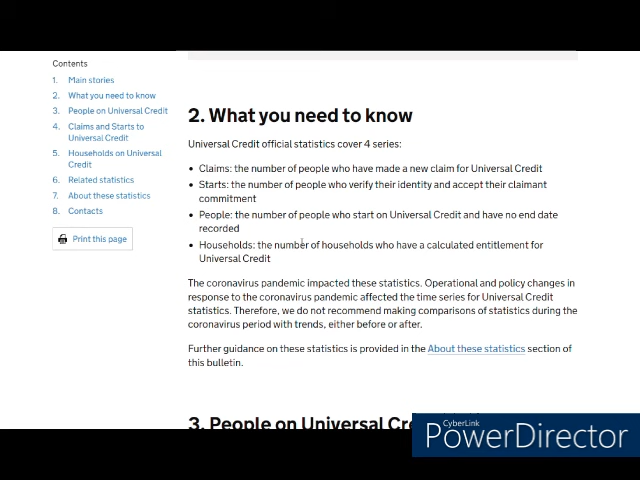 Contents
1. Main stories
2. What you need to know
3. People on Universal Credit
4. Claims and Starts to
Universal Credit
5. Households on Universal
Credit
6. Related statistics
7. About these statistics
8. Contacts
Print this page
2. What you need to know
Universal Credit official statistics cover 4 series:
• Claims: the number of people who have made a new claim for Universal Credit
• Starts: the number of people who verify their identity and accept their claimant
commitment
• People: the number of people who start on Universal Credit and have no end date
recorded
• Households: the number of households who have a calculated entitlement for
Universal Credit
The coronavirus pandemic impacted these statistics. Operational and policy changes in
response to the coronavirus pandemic affected the time series for Universal Credit
statistics. Therefore, we do not recommend making comparisons of statistics during the
coronavirus period with trends, either before or after.
Further guidance on these statistics is provided in the About these statistics section of
this bulletin.
3. People on Universal Cre
CyberLink
PowerDirector